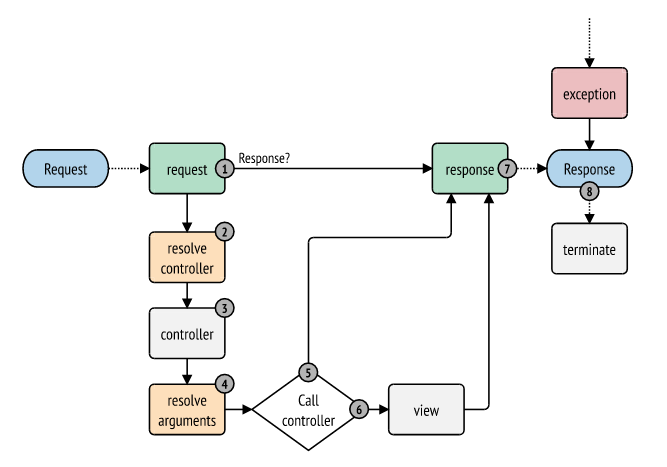 exception
Response?
Request
request
1
response
7
Response
8
2
resolve
controller
terminate
3
controller
4
resolve
arguments
5
Call
controller
6
view